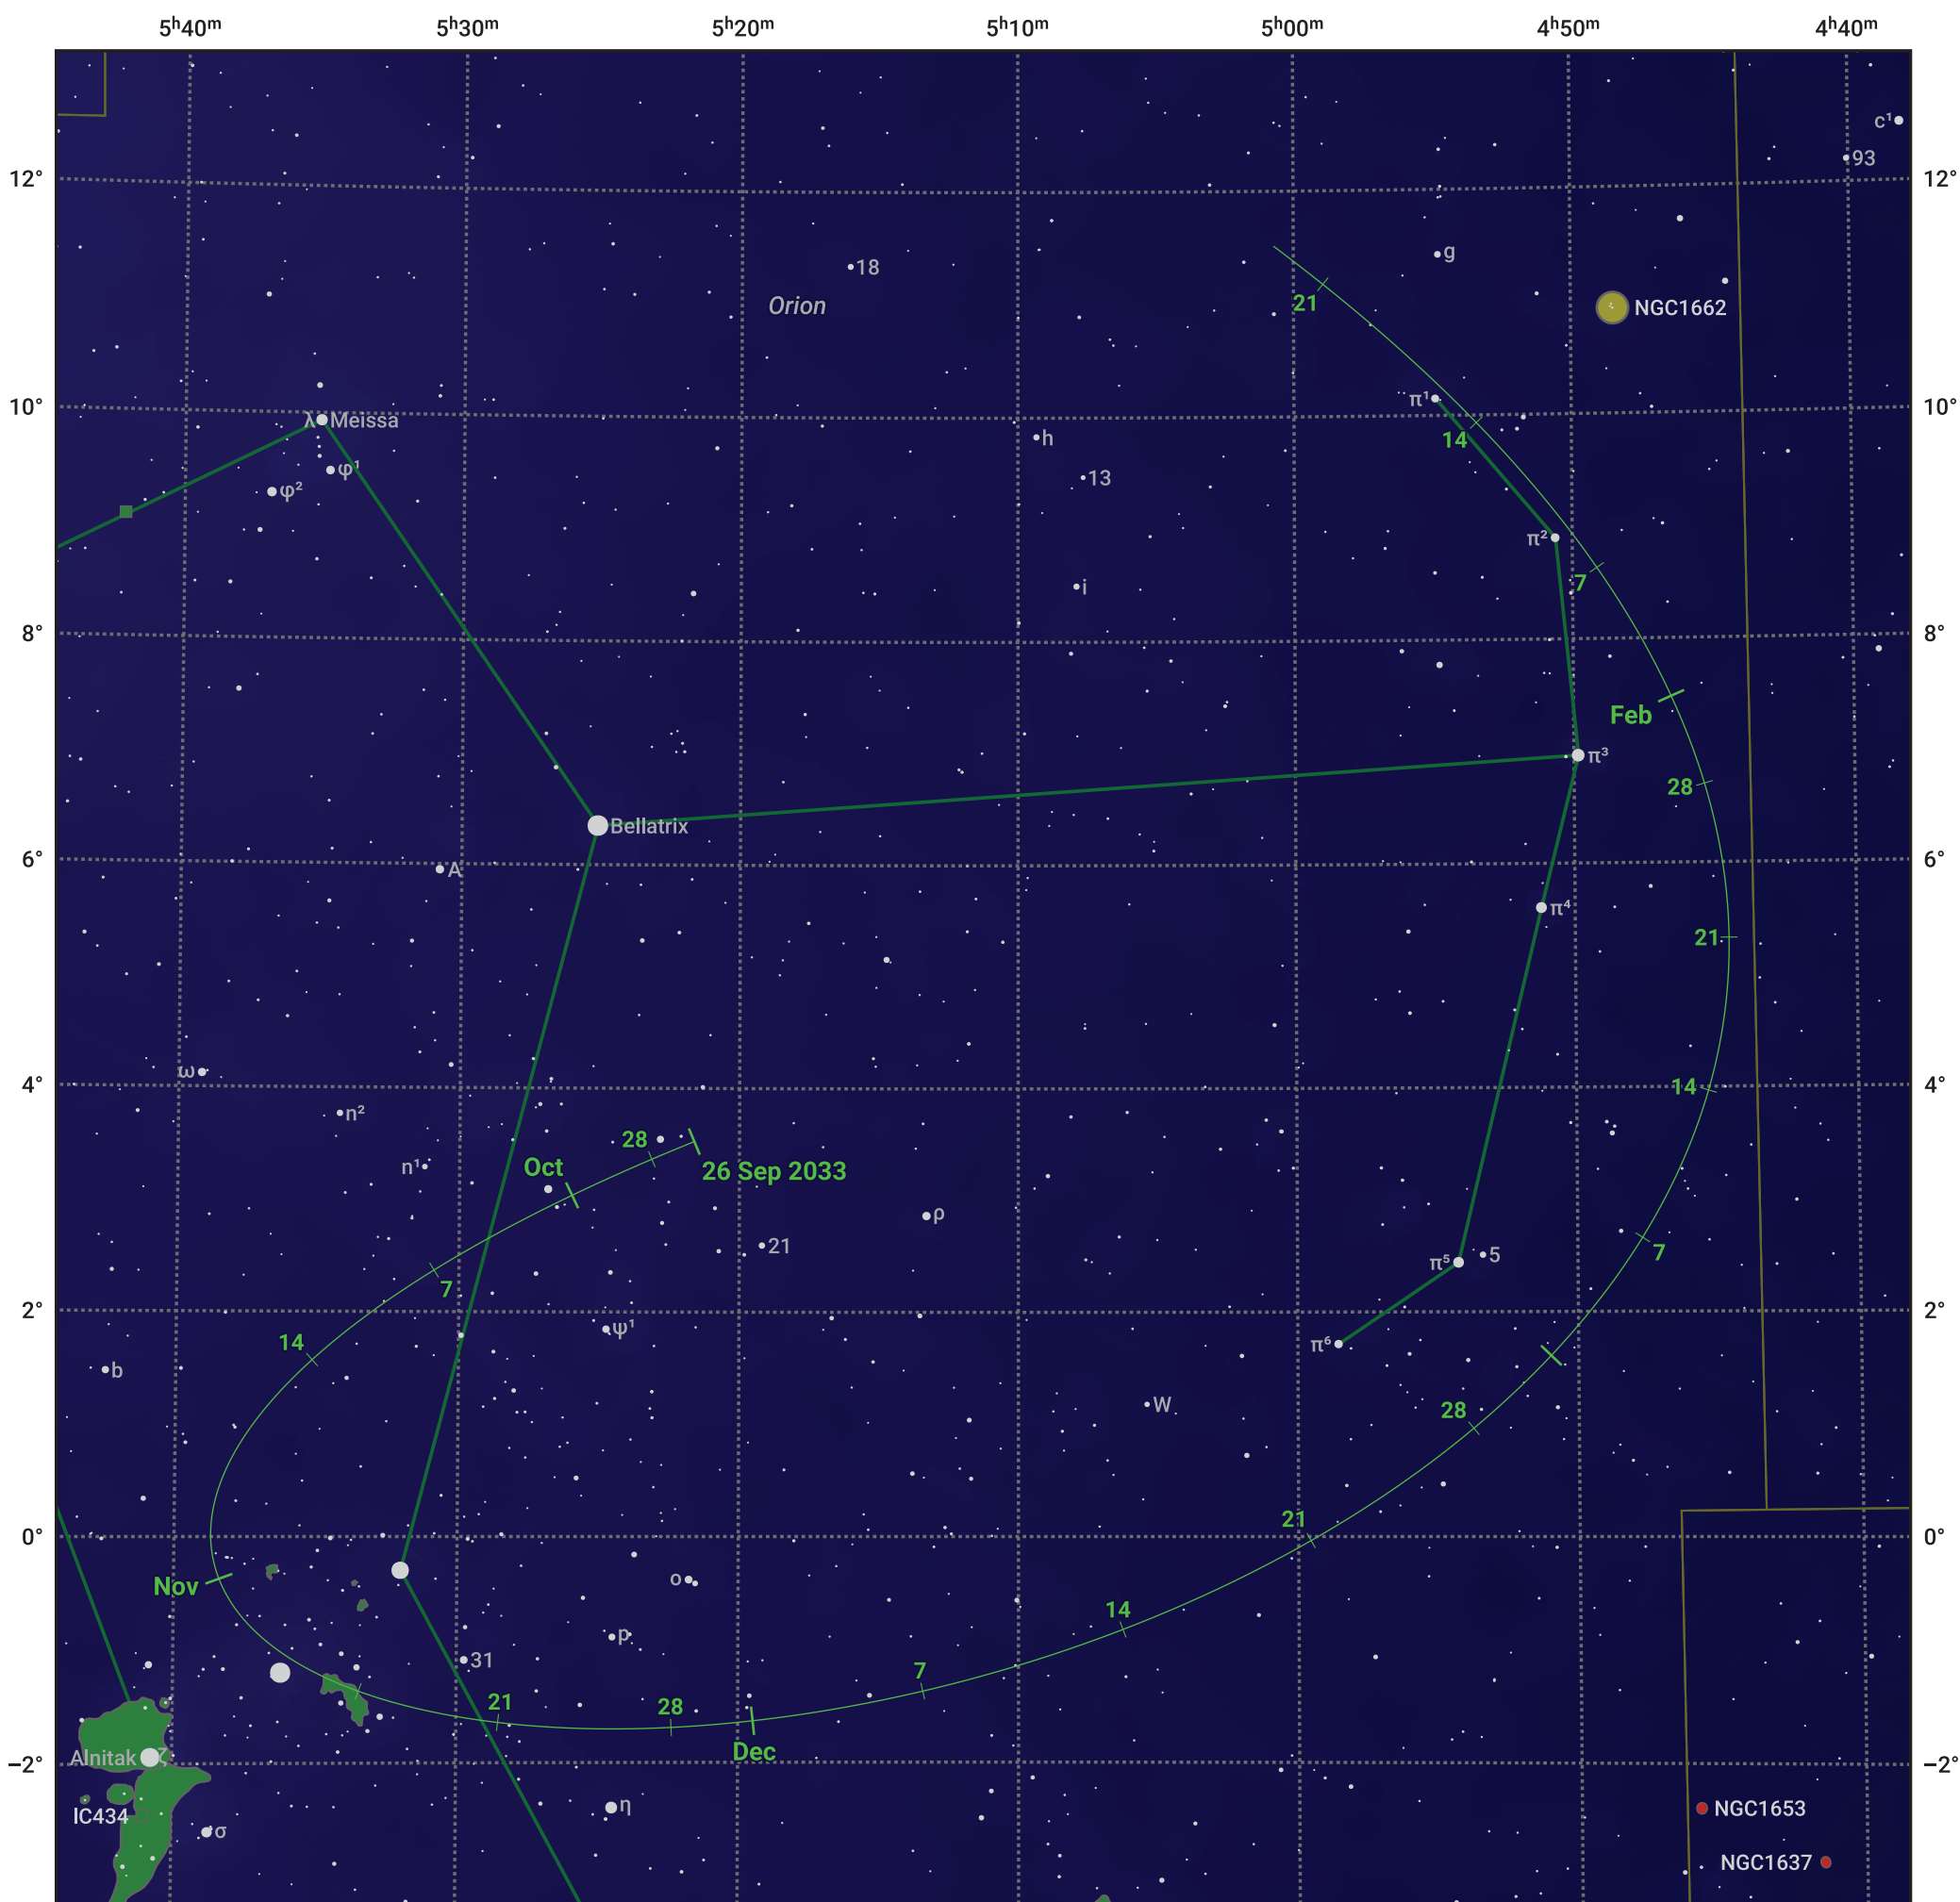 5ʰ40ᵐ 5ʰ30ᵐ 5ʰ20ᵐ 5ʰ10ᵐ 5ʰ00ᵐ 4ʰ50ᵐ 4ʰ40ᵐ
c¹
93
12° 12°
g
18
21
Orion
NGC1662
π¹
10° 10°
λ Meissa
h
14
φ¹
13
φ²
π²
7
i
8° 8°
Feb
π³
28
Bellatrix
6° 6°
A
π⁴
21
ω
4° 4°
14
n²
28
Oct
n¹
26 Sep 2033
ρ
21
7
π⁵
5
7
2° 2°
ψ¹
14
π⁶
b
W
28
21
0° 0°
o
Nov
14
p
31
7
21
28
Dec
−2° −2°
Alnitak ζ
η
NGC1653
IC434
σ
NGC1637